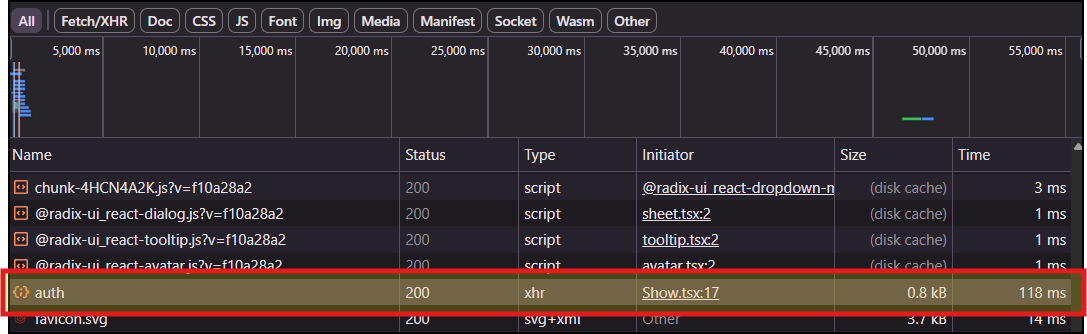 All Fetch/XHR Doc CSS JS Font Img Media Manifest Socket Wasm Other
5,000 ms 10,000 ms 15,000 ms 20,000 ms 25,000 ms 30,000 ms 35,000 ms 40,000 ms 45,000 ms 50,000 ms 55,000 ms
Name Status Type Initiator Size Time
chunk-4HCN4A2K.js?v=f10a28a2 200 script @radix-ui_react-dropdown-m (disk cache) 3 ms
@radix-ui_react-dialog.js?v=f10a28a2 200 script sheet.tsx:2 (disk cache) 1 ms
@radix-ui_react-tooltip.js?v=f10a28a2 200 script tooltip.tsx:2 (disk cache) 1 ms
@radix-ui_react-avatar.js?v=f10a28a2 200 script avatar.tsx:2 (disk cache) 1 ms
auth 200 xhr Show.tsx:17 0.8 kB 118 ms
favicon.svg 200 svg+xml Other 3.7 kB 14 ms